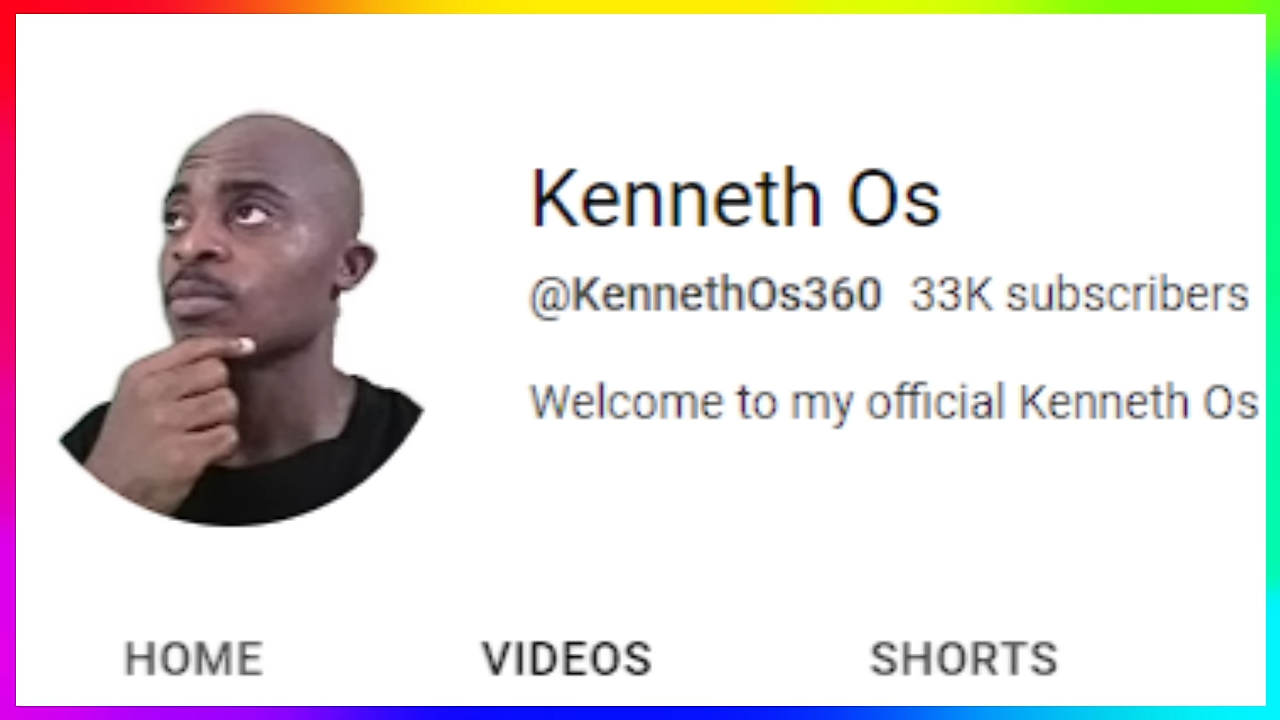 Kenneth Os
@KennethOs360 33K subscribers
Welcome to my official Kenneth Os
HOME VIDEOS SHORTS